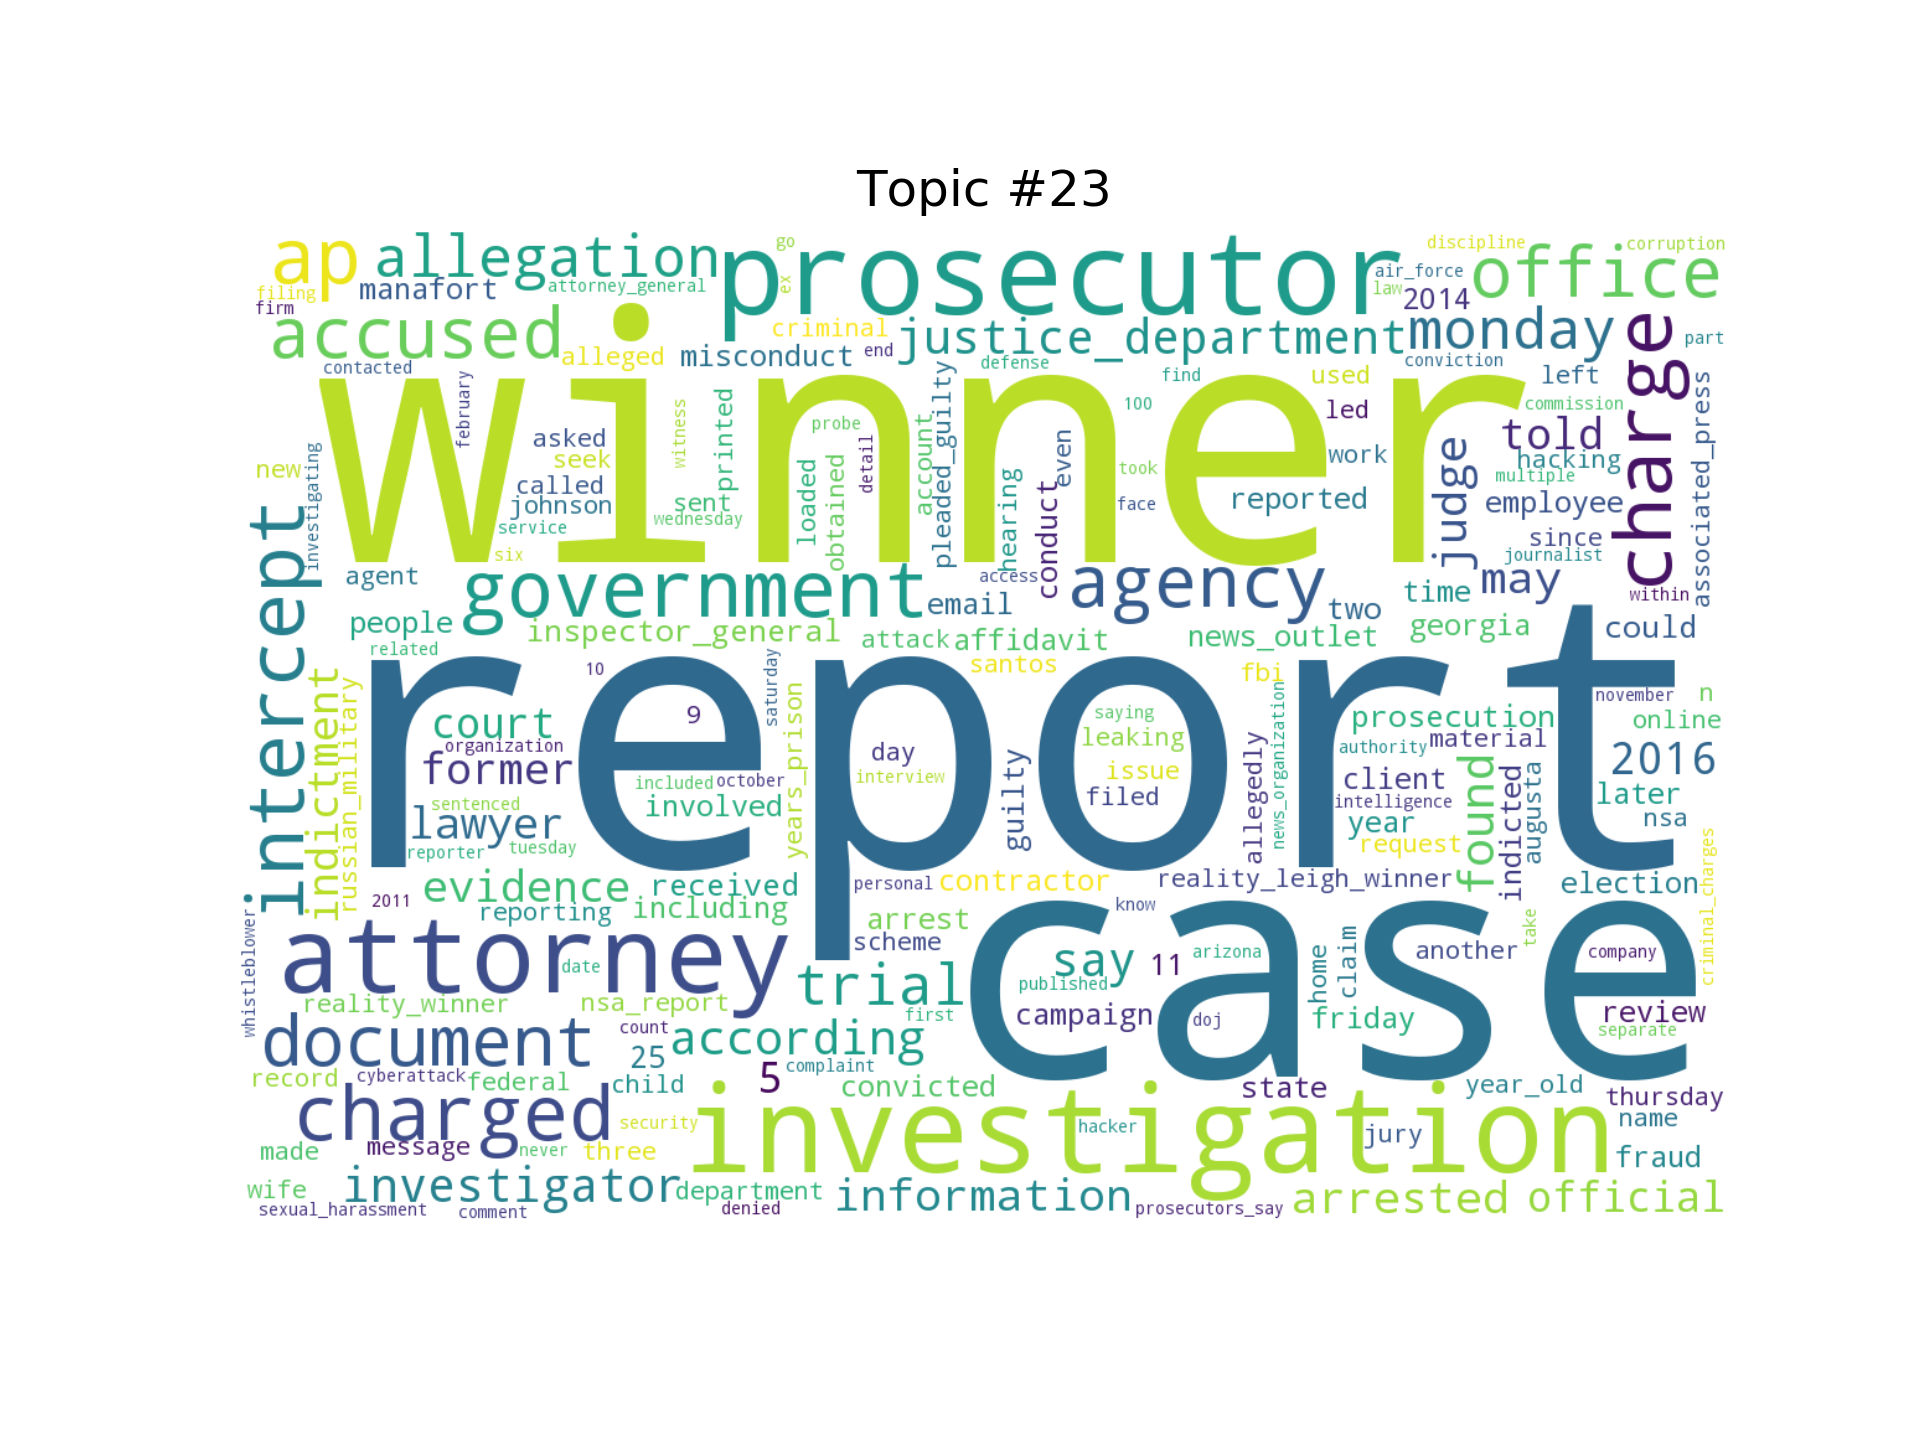 Topic #23
ap
allegation
go
prosecutor
discipline
corruption
office
air_force
filing
manafort
attorney_general
ex
law
2014
firm
accused
criminal
justice_department
monday
charge
part
alleged
misconduct
end
defense
conviction
contacted
winner
find
used
left
february
witness
printed
100
led
commission
told
associated_press
asked
probe
account
pleaded_guilty
even
work
judge
hacking
new
investigating
seek
loaded
obtained
detail
took
multiple
called
johnson
sent
hearing
conduct
face
reported
employee
service
wednesday
since
six
journalist
intercept
agent
government
access
agency
may
within
email
two
time
people
inspector_general
attack
affidavit
news_outlet
georgia
could
related
report
10
saturday
santos
fbi
indictment
russian_military
years_prison
news_organization
november
n
court
9
saying
prosecution
online
organization
day
leaking
authority
material
2016
former
included
october
interview
issue
allegedly
client
found
indicted
augusta
sentenced
involved
guilty
filed
intelligence
later
lawyer
year
nsa
reporter
tuesday
request
criminal_charges
evidence
received
personal
contractor
reality_leigh_winner
election
2011
reporting
including
arrest
know
case
take
whistleblower
attorney
scheme
say
11
arizona
home
claim
another
company
date
trial
published
reality_winner
nsa_report
first
campaign
doj
friday
review
document
count
according
separate
25
record
cyberattack
federal
child
5
complaint
convicted
state
year_old
thursday
charged
security
investigation
hacker
jury
name
made
message
never
three
fraud
wife
investigator
department
information
arrested
official
sexual_harassment
comment
denied
prosecutors_say